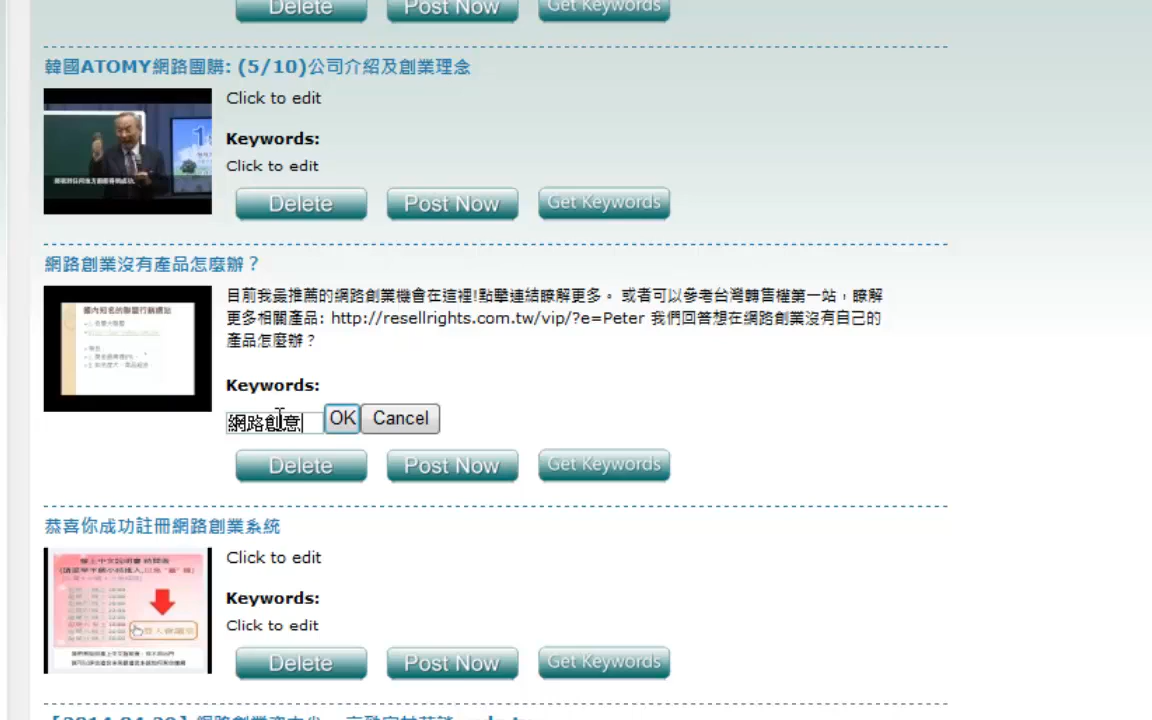 Delete Post Now Get Keywords
韓國ATOMY網路團購: (5/10)公司介紹及創業理念
Click to edit
Keywords:
Click to edit
Delete Post Now Get Keywords
網路創業沒有產品怎麼辦？
目前我最推薦的網路創業機會在這裡!點擊連結瞭解更多。 或者可以參考台灣轉售權第一站，瞭解
更多相關產品: http://resellrights.com.tw/vip/?e=Peter 我們回答想在網路創業沒有自己的
產品怎麼辦？
Keywords:
網路創意 OK Cancel
Delete Post Now Get Keywords
恭喜你成功註冊網路創業系統
Click to edit
Keywords:
Click to edit
Delete Post Now Get Keywords